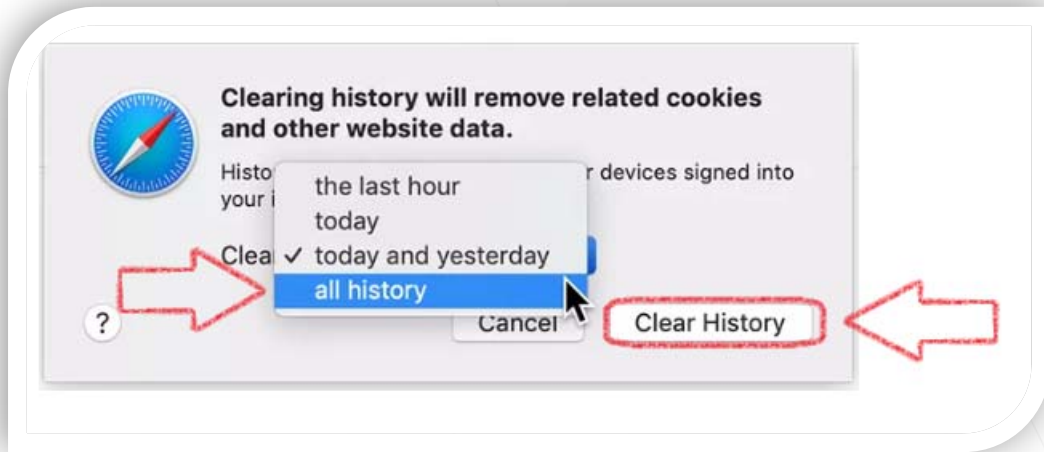 Clearing history will remove related cookies
and other website data.
Histo
r devices signed into
your i
the last hour
today
Clea
✓ today and yesterday
all history
?
Cancel
Clear History